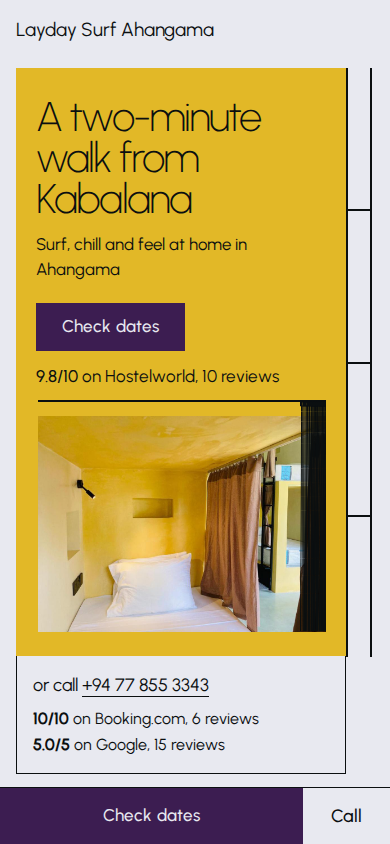 Layday Surf Ahangama
A two-minute
walk from
Kabalana
Surf, chill and feel at home in
Ahangama
Check dates
9.8/10 on Hostelworld, 10 reviews
or call +94 77 855 3343
10/10 on Booking.com, 6 reviews
5.0/5 on Google, 15 reviews
Check dates
Call